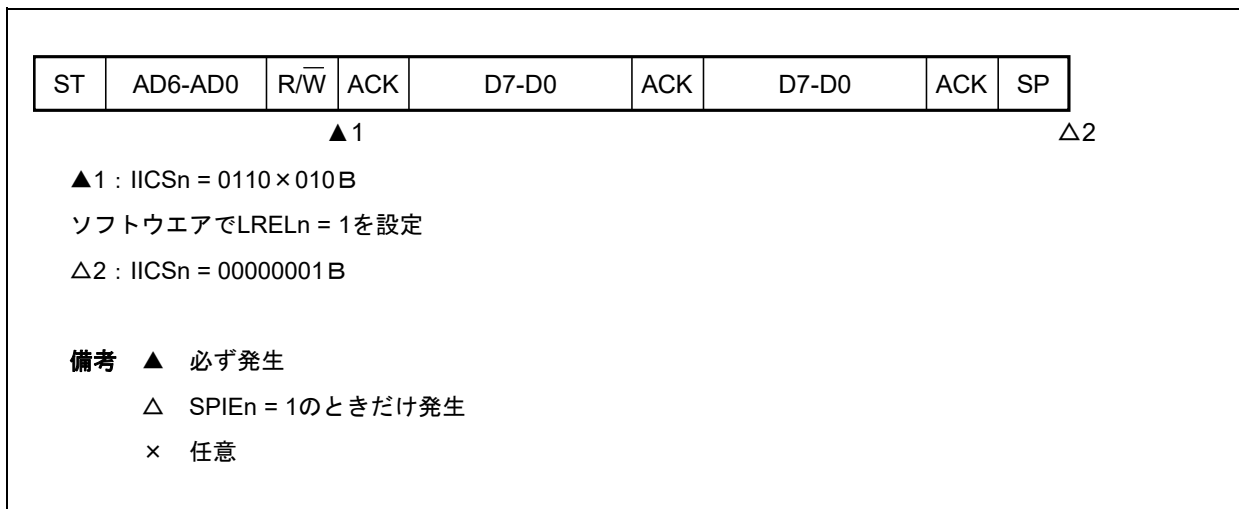 ST AD6-AD0 R/W̅ ACK D7-D0 ACK D7-D0 ACK SP
▲1 △2
▲1：IICSn = 0110×010B
ソフトウエアでLRELn = 1を設定
△2：IICSn = 00000001B
備考 ▲ 必ず発生
△ SPIEn = 1のときだけ発生
× 任意